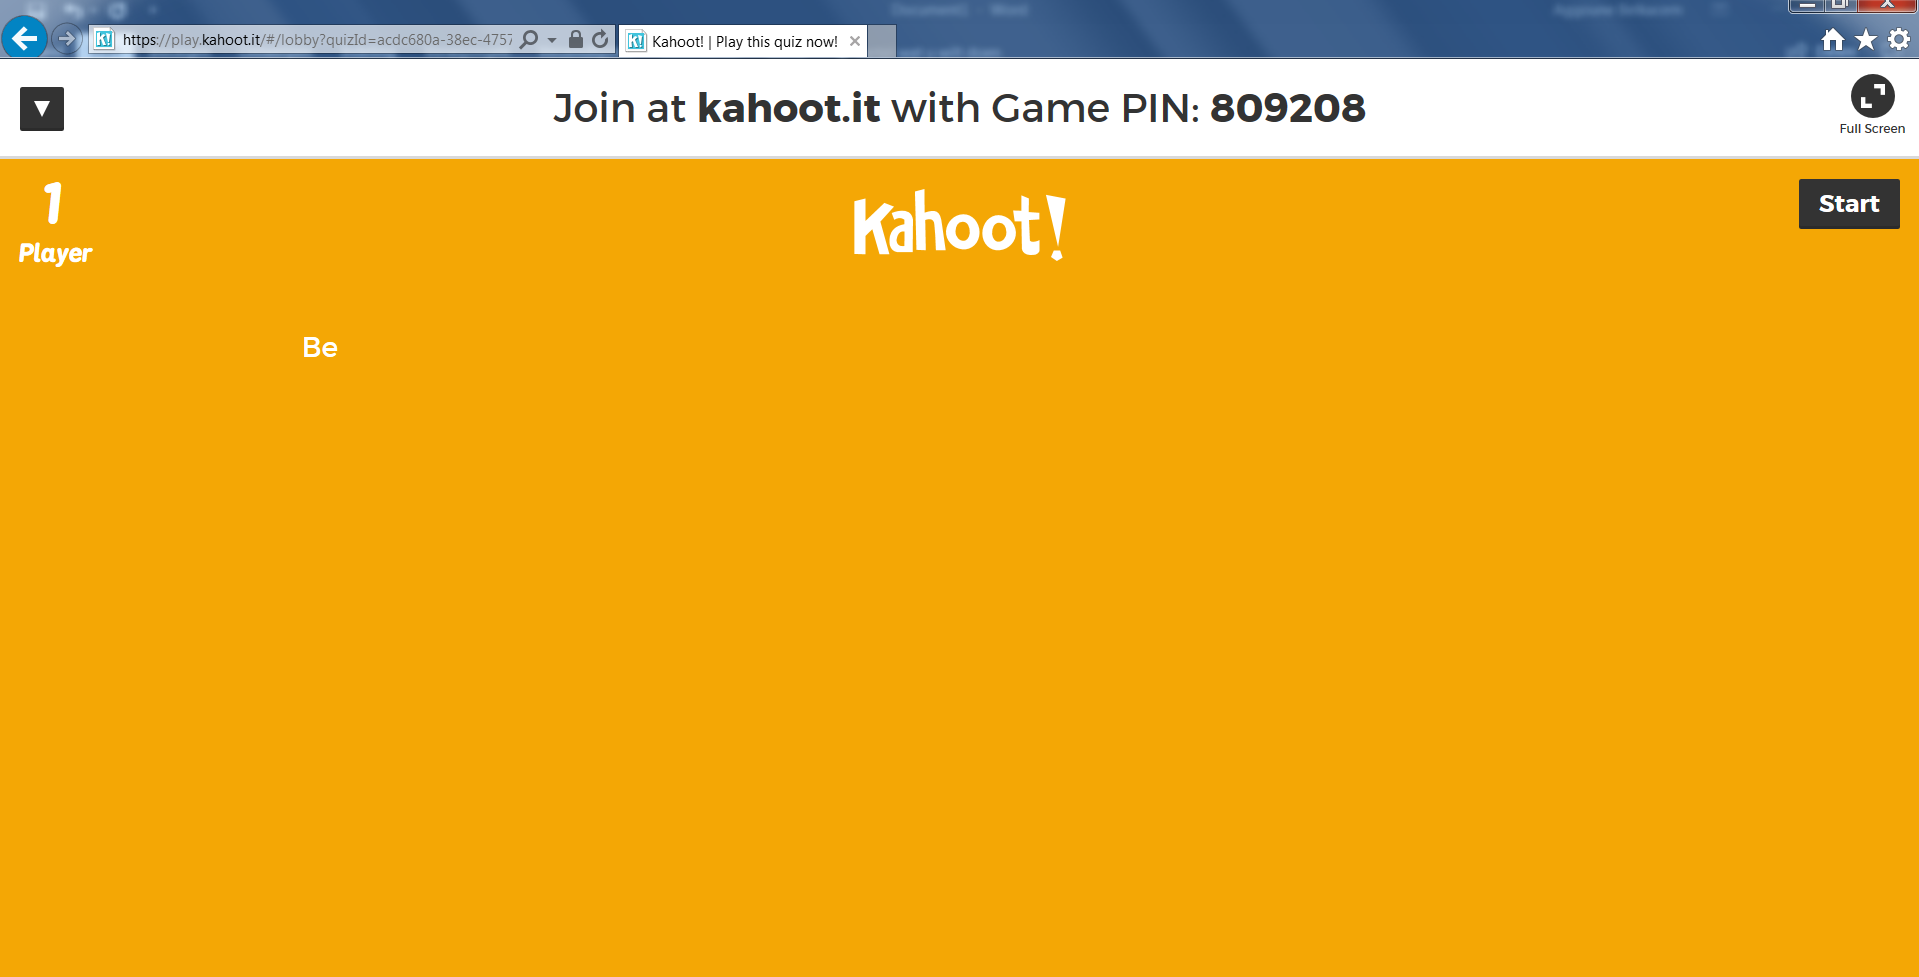 https://play.kahoot.it/#/lobby?quizId=acdc680a-38ec-4757
Kahoot! | Play this quiz now!
Join at kahoot.it with Game PIN: 809208
Full Screen
1
Player
Kahoot!
Start
Be